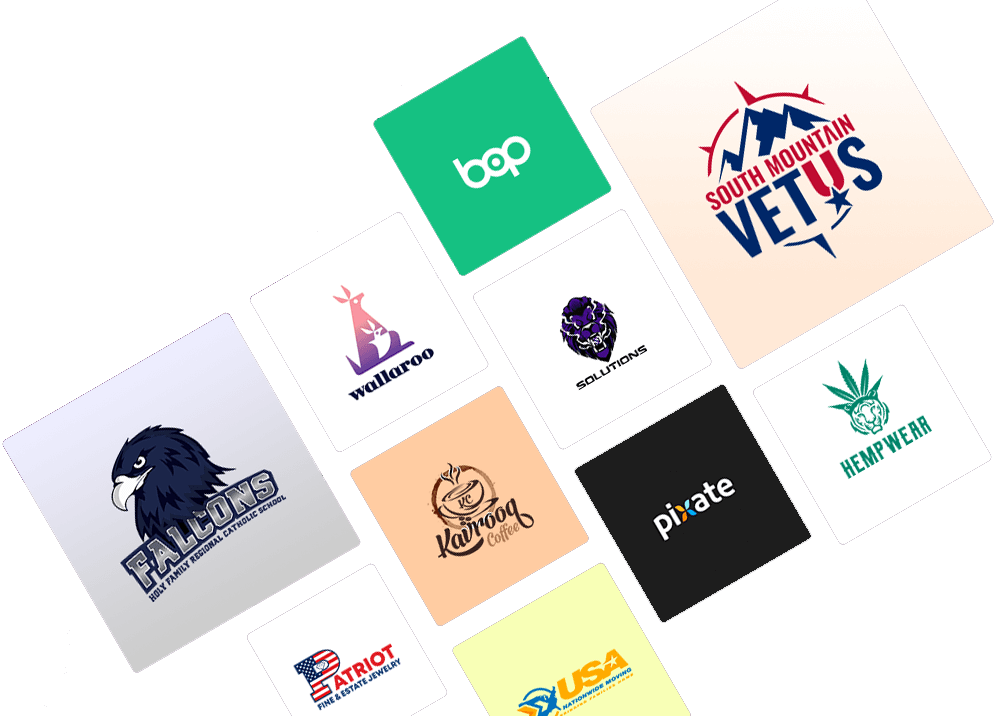 bop
SOUTH MOUNTAIN
VETUS
wallaroo
SOLUTIONS
HEMPWEAR
FALCONS
HOLY FAMILY REGIONAL CATHOLIC SCHOOL
KC
Kavrooq
Coffee
pixate
PATRIOT
FINE & ESTATE JEWELRY
USA
NATIONWIDE MOVING